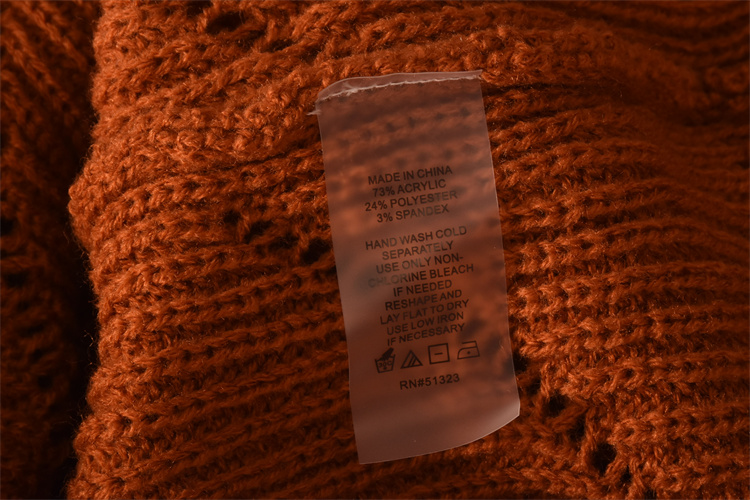 MADE IN CHINA
73% ACRYLIC
24% POLYESTER
3% SPANDEX
HAND WASH COLD
SEPARATELY
USE ONLY NON-
CHLORINE BLEACH
IF NEEDED
RESHAPE AND
LAY FLAT TO DRY
USE LOW IRON
IF NECESSARY
RN#51323